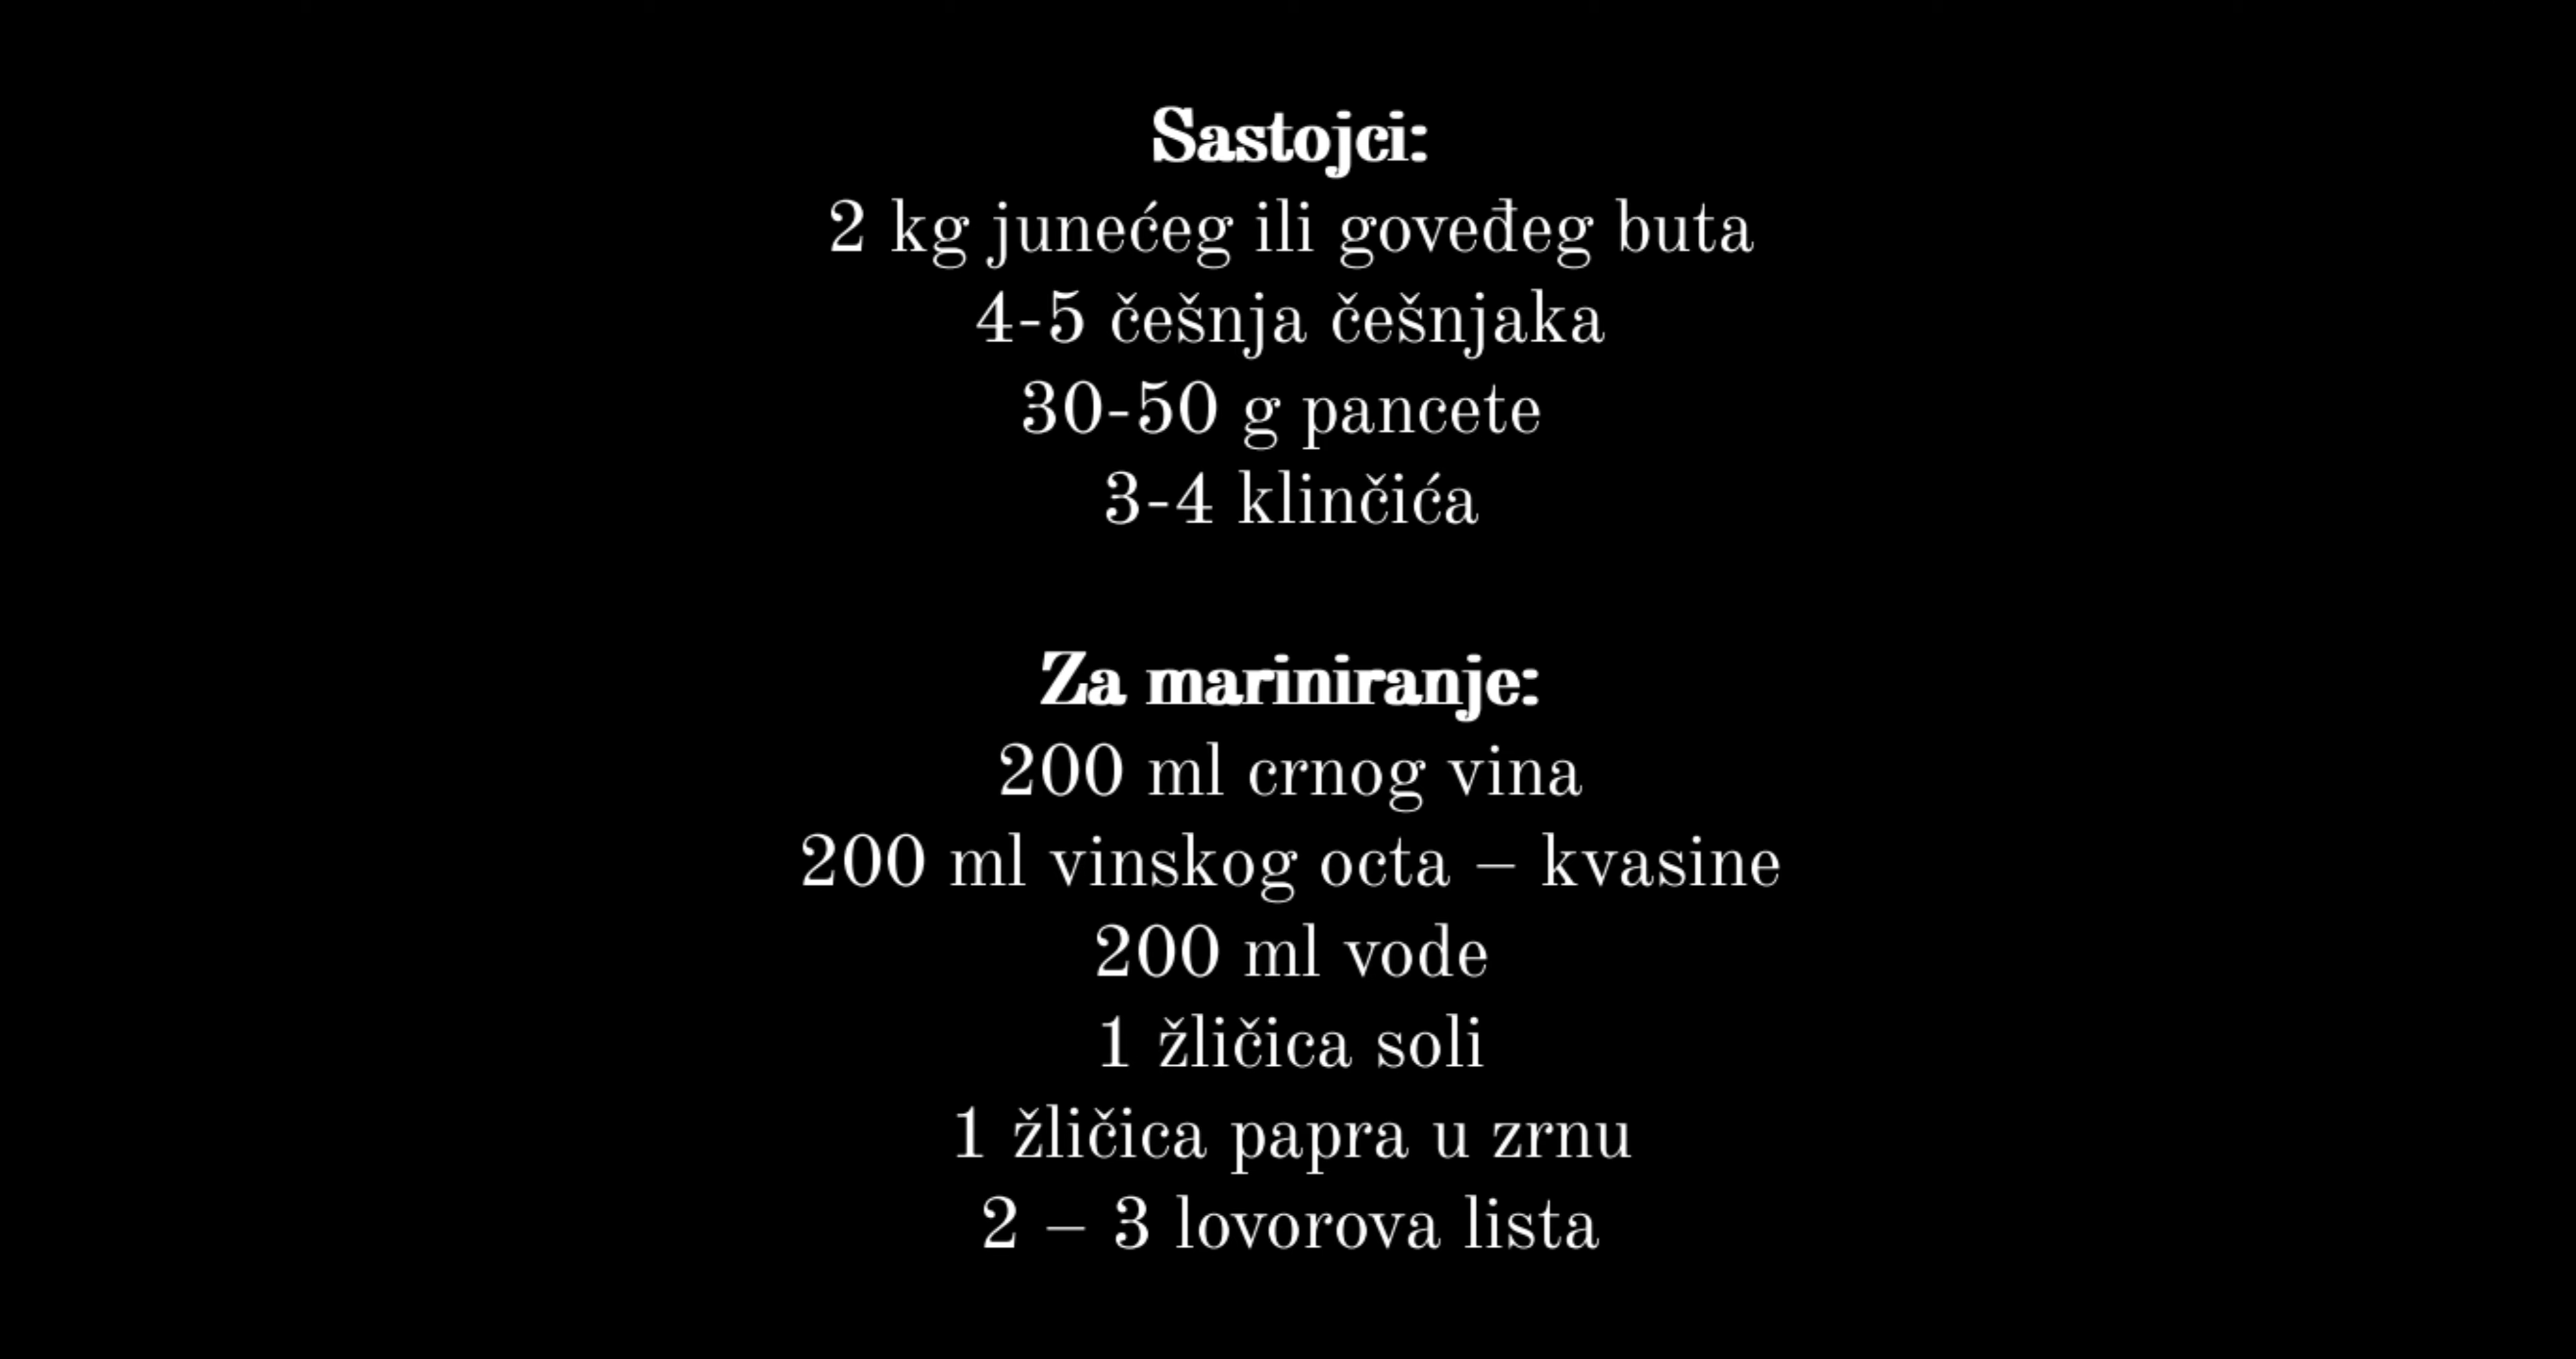 Sastojci:
2 kg junećeg ili goveđeg buta
4-5 češnja češnjaka
30-50 g pancete
3-4 klinčića
Za mariniranje:
200 ml crnog vina
200 ml vinskog octa – kvasine
200 ml vode
1 žličica soli
1 žličica papra u zrnu
2 – 3 lovorova lista